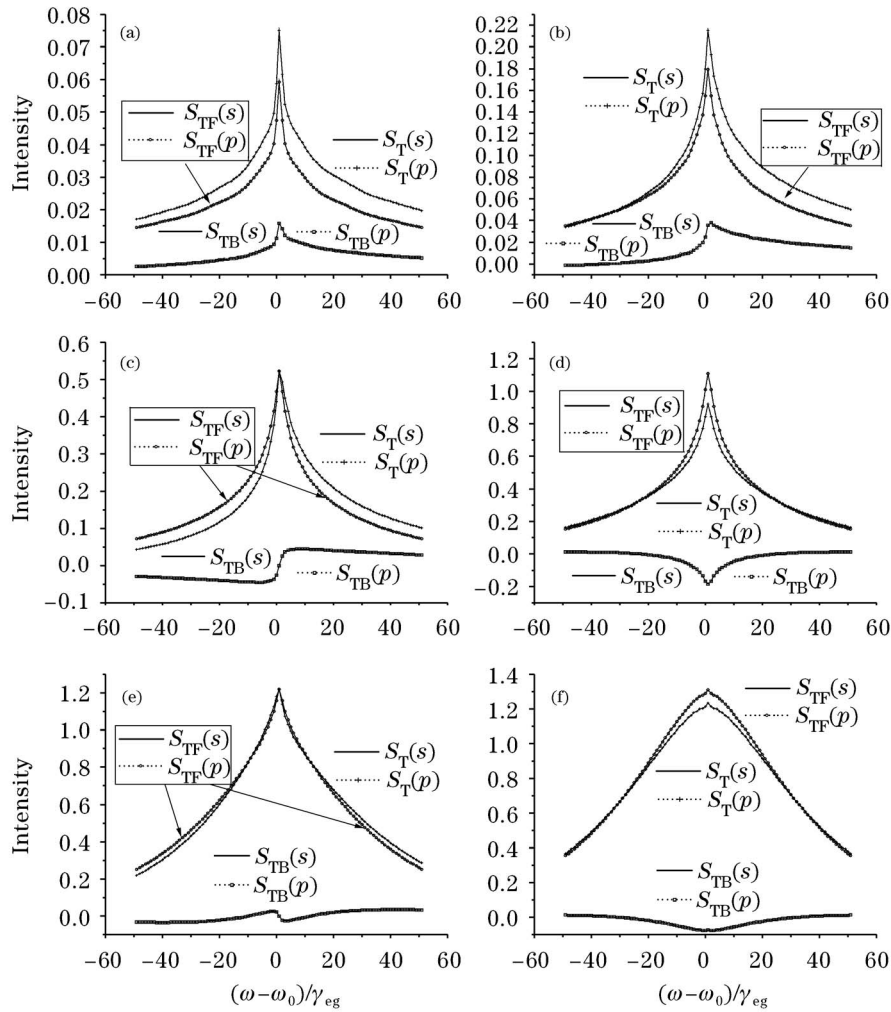 (a)
0.08
0.07
0.06
0.05
0.04
0.03
0.02
0.01
0.00
Intensity
S_TF(s)
S_TF(p)
S_T(s)
S_T(p)
S_TB(s)
S_TB(p)
−60 −40 −20 0 20 40 60
(b)
0.22
0.20
0.18
0.16
0.14
0.12
0.10
0.08
0.06
0.04
0.02
0.00
S_T(s)
S_T(p)
S_TF(s)
S_TF(p)
S_TB(s)
S_TB(p)
−60 −40 −20 0 20 40 60
(c)
0.6
0.5
0.4
0.3
0.2
0.1
0.0
−0.1
Intensity
S_TF(s)
S_TF(p)
S_T(s)
S_T(p)
S_TB(s)
S_TB(p)
−60 −40 −20 0 20 40 60
(d)
1.2
1.0
0.8
0.6
0.4
0.2
0.0
−0.2
S_TF(s)
S_TF(p)
S_T(s)
S_T(p)
S_TB(s)
S_TB(p)
−60 −40 −20 0 20 40 60
(e)
1.2
1.0
0.8
0.6
0.4
0.2
0.0
Intensity
S_TF(s)
S_TF(p)
S_T(s)
S_T(p)
S_TB(s)
S_TB(p)
−60 −40 −20 0 20 40 60
(ω−ω₀)/γ_eg
(f)
1.4
1.2
1.0
0.8
0.6
0.4
0.2
0.0
S_TF(s)
S_TF(p)
S_T(s)
S_T(p)
S_TB(s)
S_TB(p)
−60 −40 −20 0 20 40 60
(ω−ω₀)/γ_eg